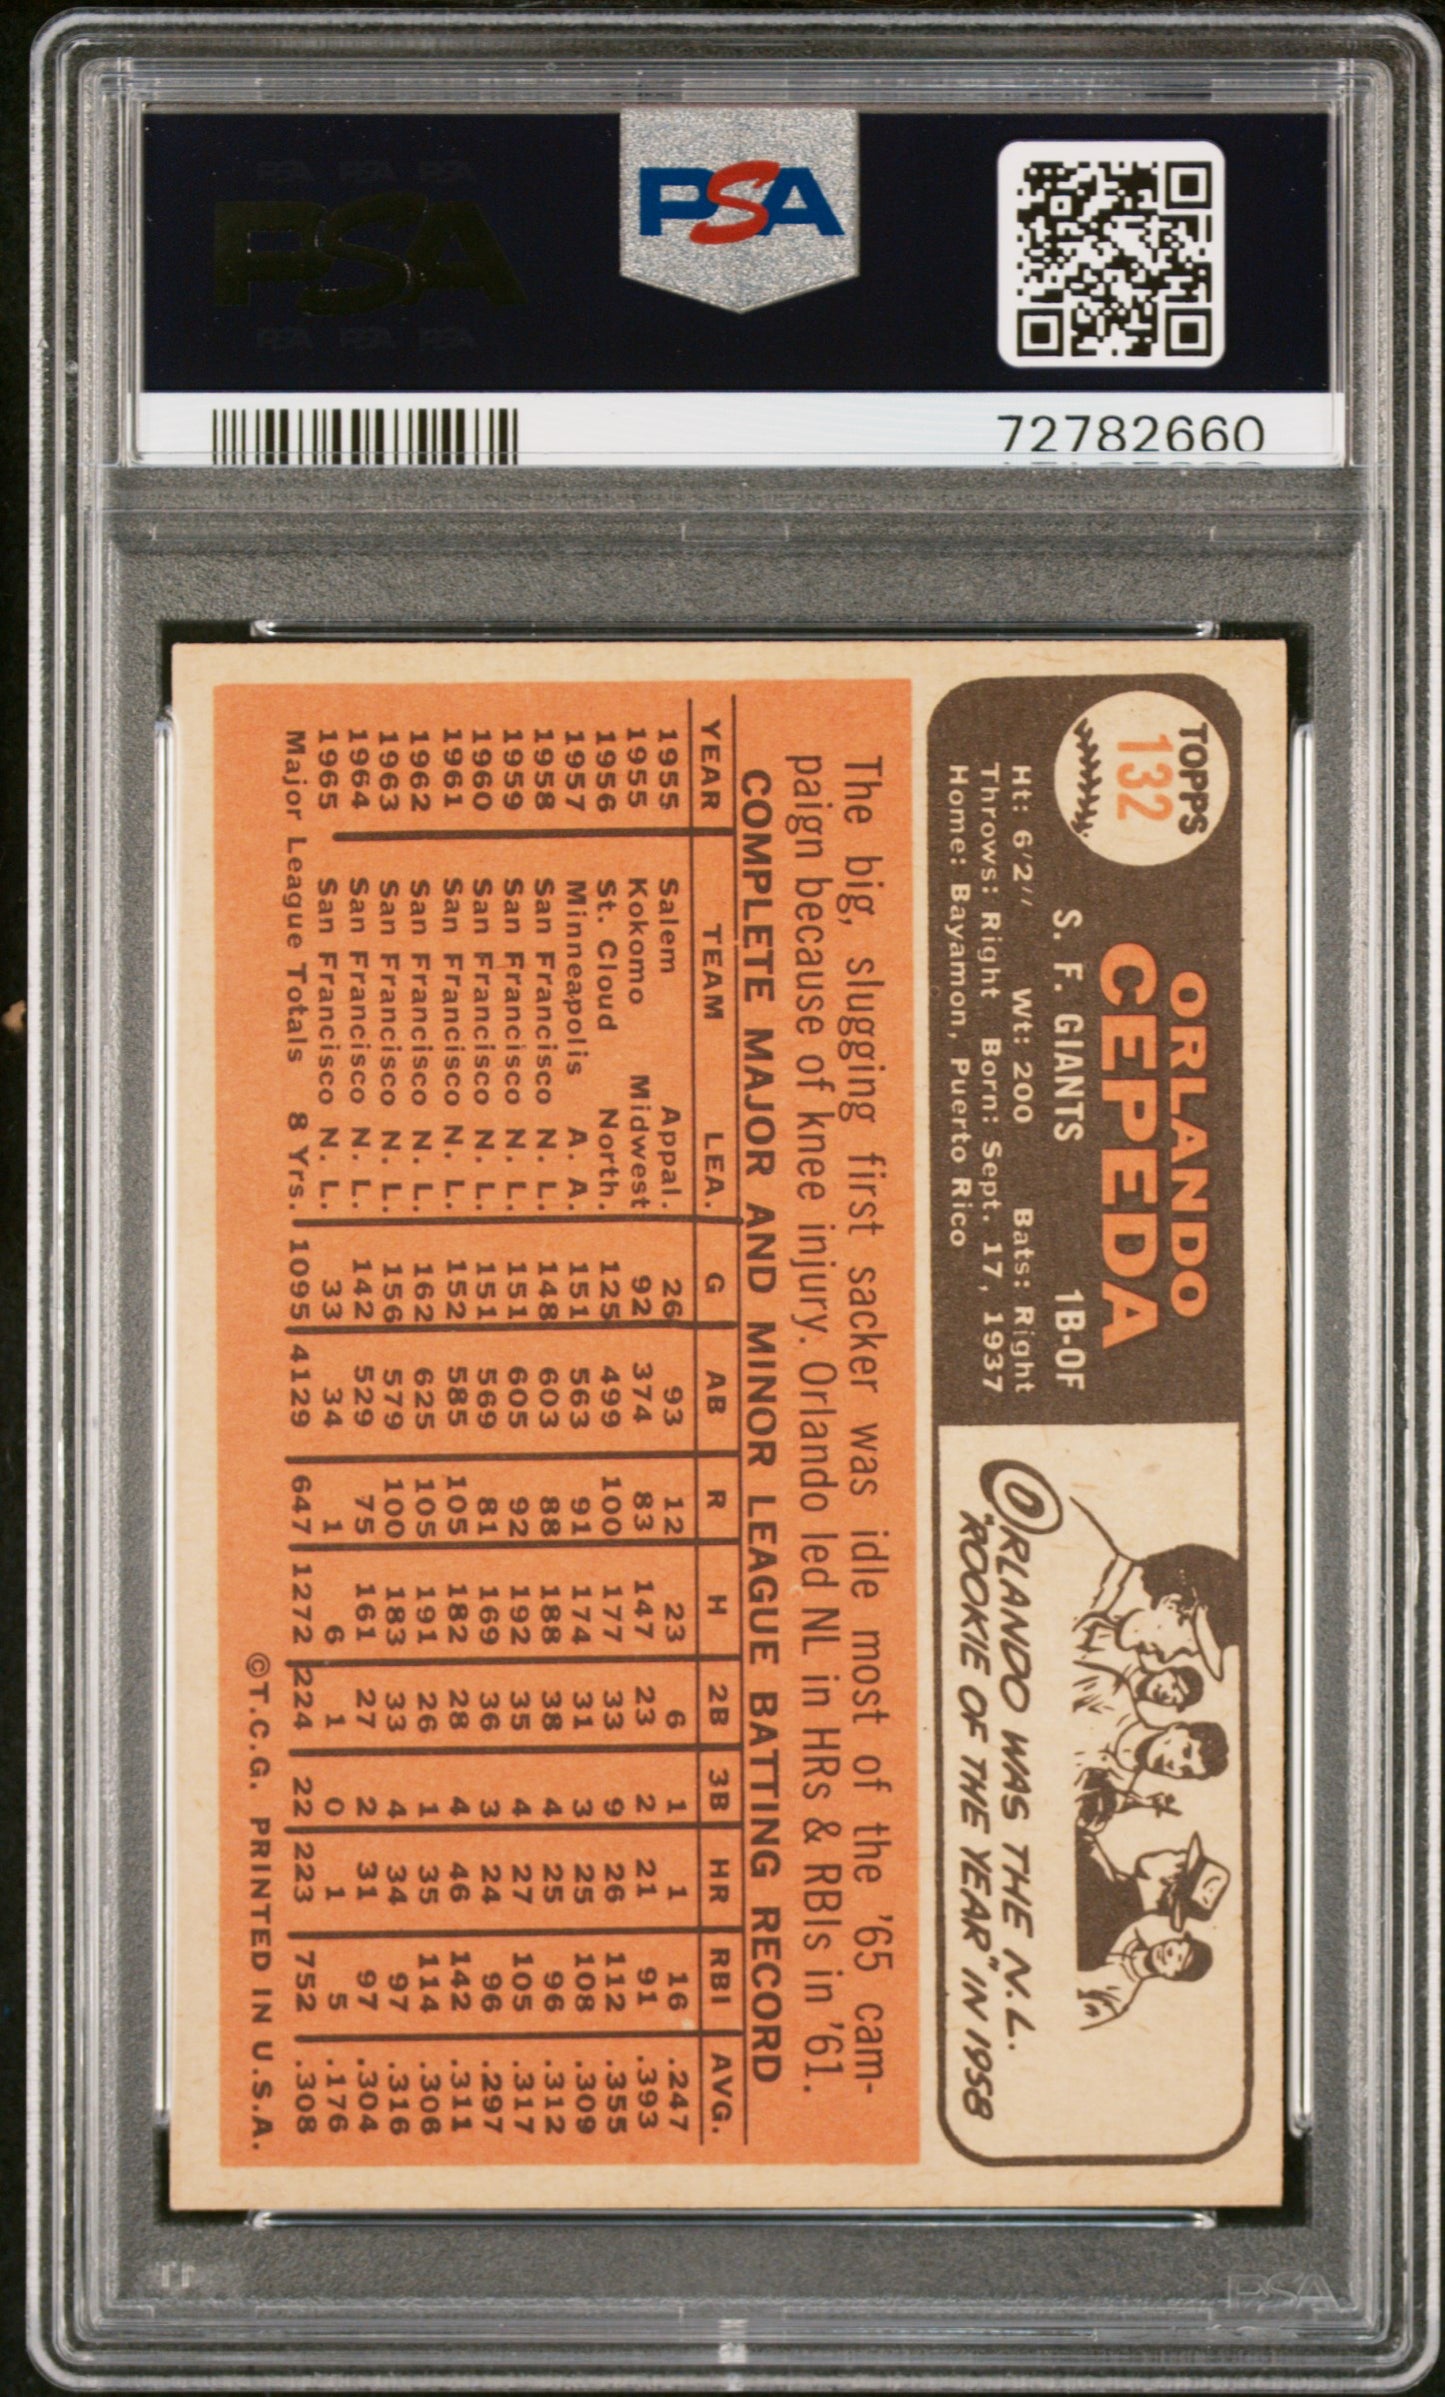 PSA PSA PSA
PSA
PSA PSA PSA
PSA
72782660
TOPPS
132
ORLANDO
CEPEDA
S. F. GIANTS 1B-OF
Ht: 6'2" Wt: 200 Bats: Right
Throws: Right Born: Sept. 17, 1937
Home: Bayamon, Puerto Rico
ORLANDO WAS THE N.L.
"ROOKIE OF THE YEAR" IN 1958
The big, slugging first sacker was idle most of the '65 cam-
paign because of knee injury. Orlando led NL in HRs & RBIs in '61.
COMPLETE MAJOR AND MINOR LEAGUE BATTING RECORD
YEAR TEAM LEA. G AB R H 2B 3B HR RBI AVG.
1955 Salem Appal. 26 93 12 23 6 1 1 16 .247
1955 Kokomo Midwest 92 374 83 147 23 2 21 91 .393
1956 St. Cloud North. 125 499 100 177 33 9 26 112 .355
1957 Minneapolis A. A. 151 563 91 174 31 3 25 108 .309
1958 San Francisco N. L. 148 603 88 188 38 4 25 96 .312
1959 San Francisco N. L. 151 605 92 192 35 4 27 105 .317
1960 San Francisco N. L. 151 569 81 169 36 3 24 96 .297
1961 San Francisco N. L. 152 585 105 182 28 4 46 142 .311
1962 San Francisco N. L. 162 625 105 191 26 1 35 114 .306
1963 San Francisco N. L. 156 579 100 183 33 4 34 97 .316
1964 San Francisco N. L. 142 529 75 161 27 2 31 97 .304
1965 San Francisco N. L. 33 34 1 6 1 0 1 5 .176
Major League Totals 8 Yrs. 1095 4129 647 1272 224 22 223 752 .308
©T.C.G. PRINTED IN U.S.A.
PSA